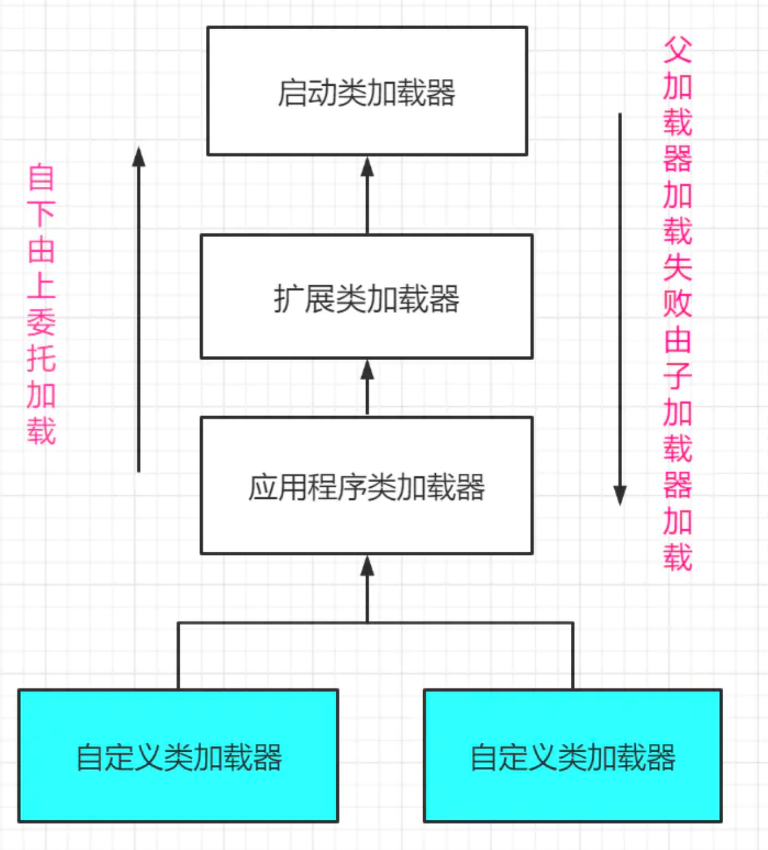 启动类加载器
扩展类加载器
应用程序类加载器
自定义类加载器
自定义类加载器
自下由上委托加载
父加载器加载失败由子加载器加载